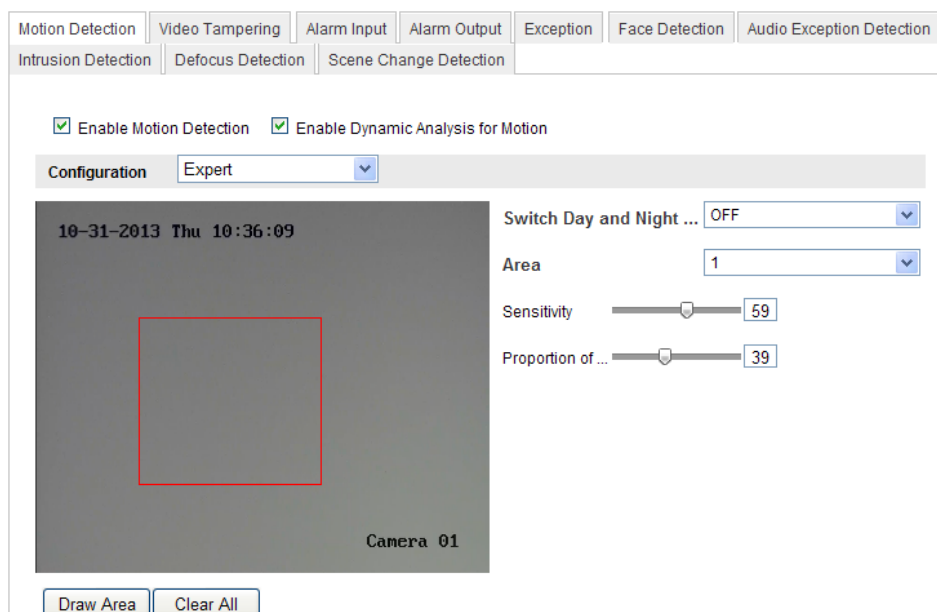 Motion Detection Video Tampering Alarm Input Alarm Output Exception Face Detection Audio Exception Detection
Intrusion Detection Defocus Detection Scene Change Detection
Enable Motion Detection Enable Dynamic Analysis for Motion
Configuration Expert
10-31-2013 Thu 10:36:09
Camera 01
Switch Day and Night ... OFF
Area 1
Sensitivity 59
Proportion of ... 39
Draw Area Clear All